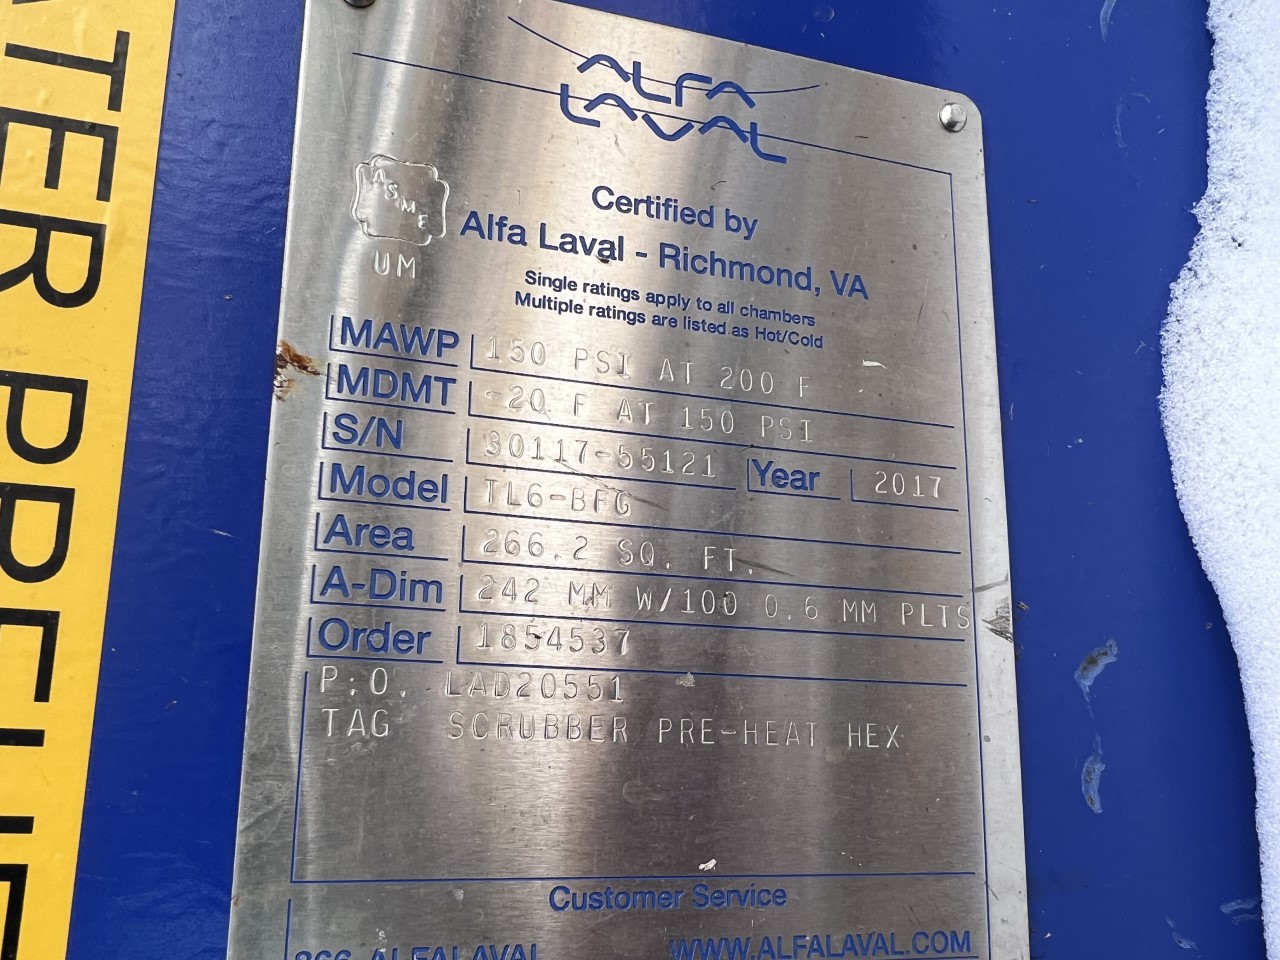 ALFA
LAVAL
ASME
UM
Certified by
Alfa Laval - Richmond, VA
Single ratings apply to all chambers
Multiple ratings are listed as Hot/Cold
MAWP 150 PSI AT 200 F
MDMT -20 F AT 150 PSI
S/N 30117-55121 Year 2017
Model TL6-BFG
Area 266.2 SQ. FT.
A-Dim 242 MM W/100 0.6 MM PLTS
Order 1854537
P.O. LAD20551
TAG SCRUBBER PRE-HEAT HEX
Customer Service
866-ALFALAVAL WWW.ALFALAVAL.COM